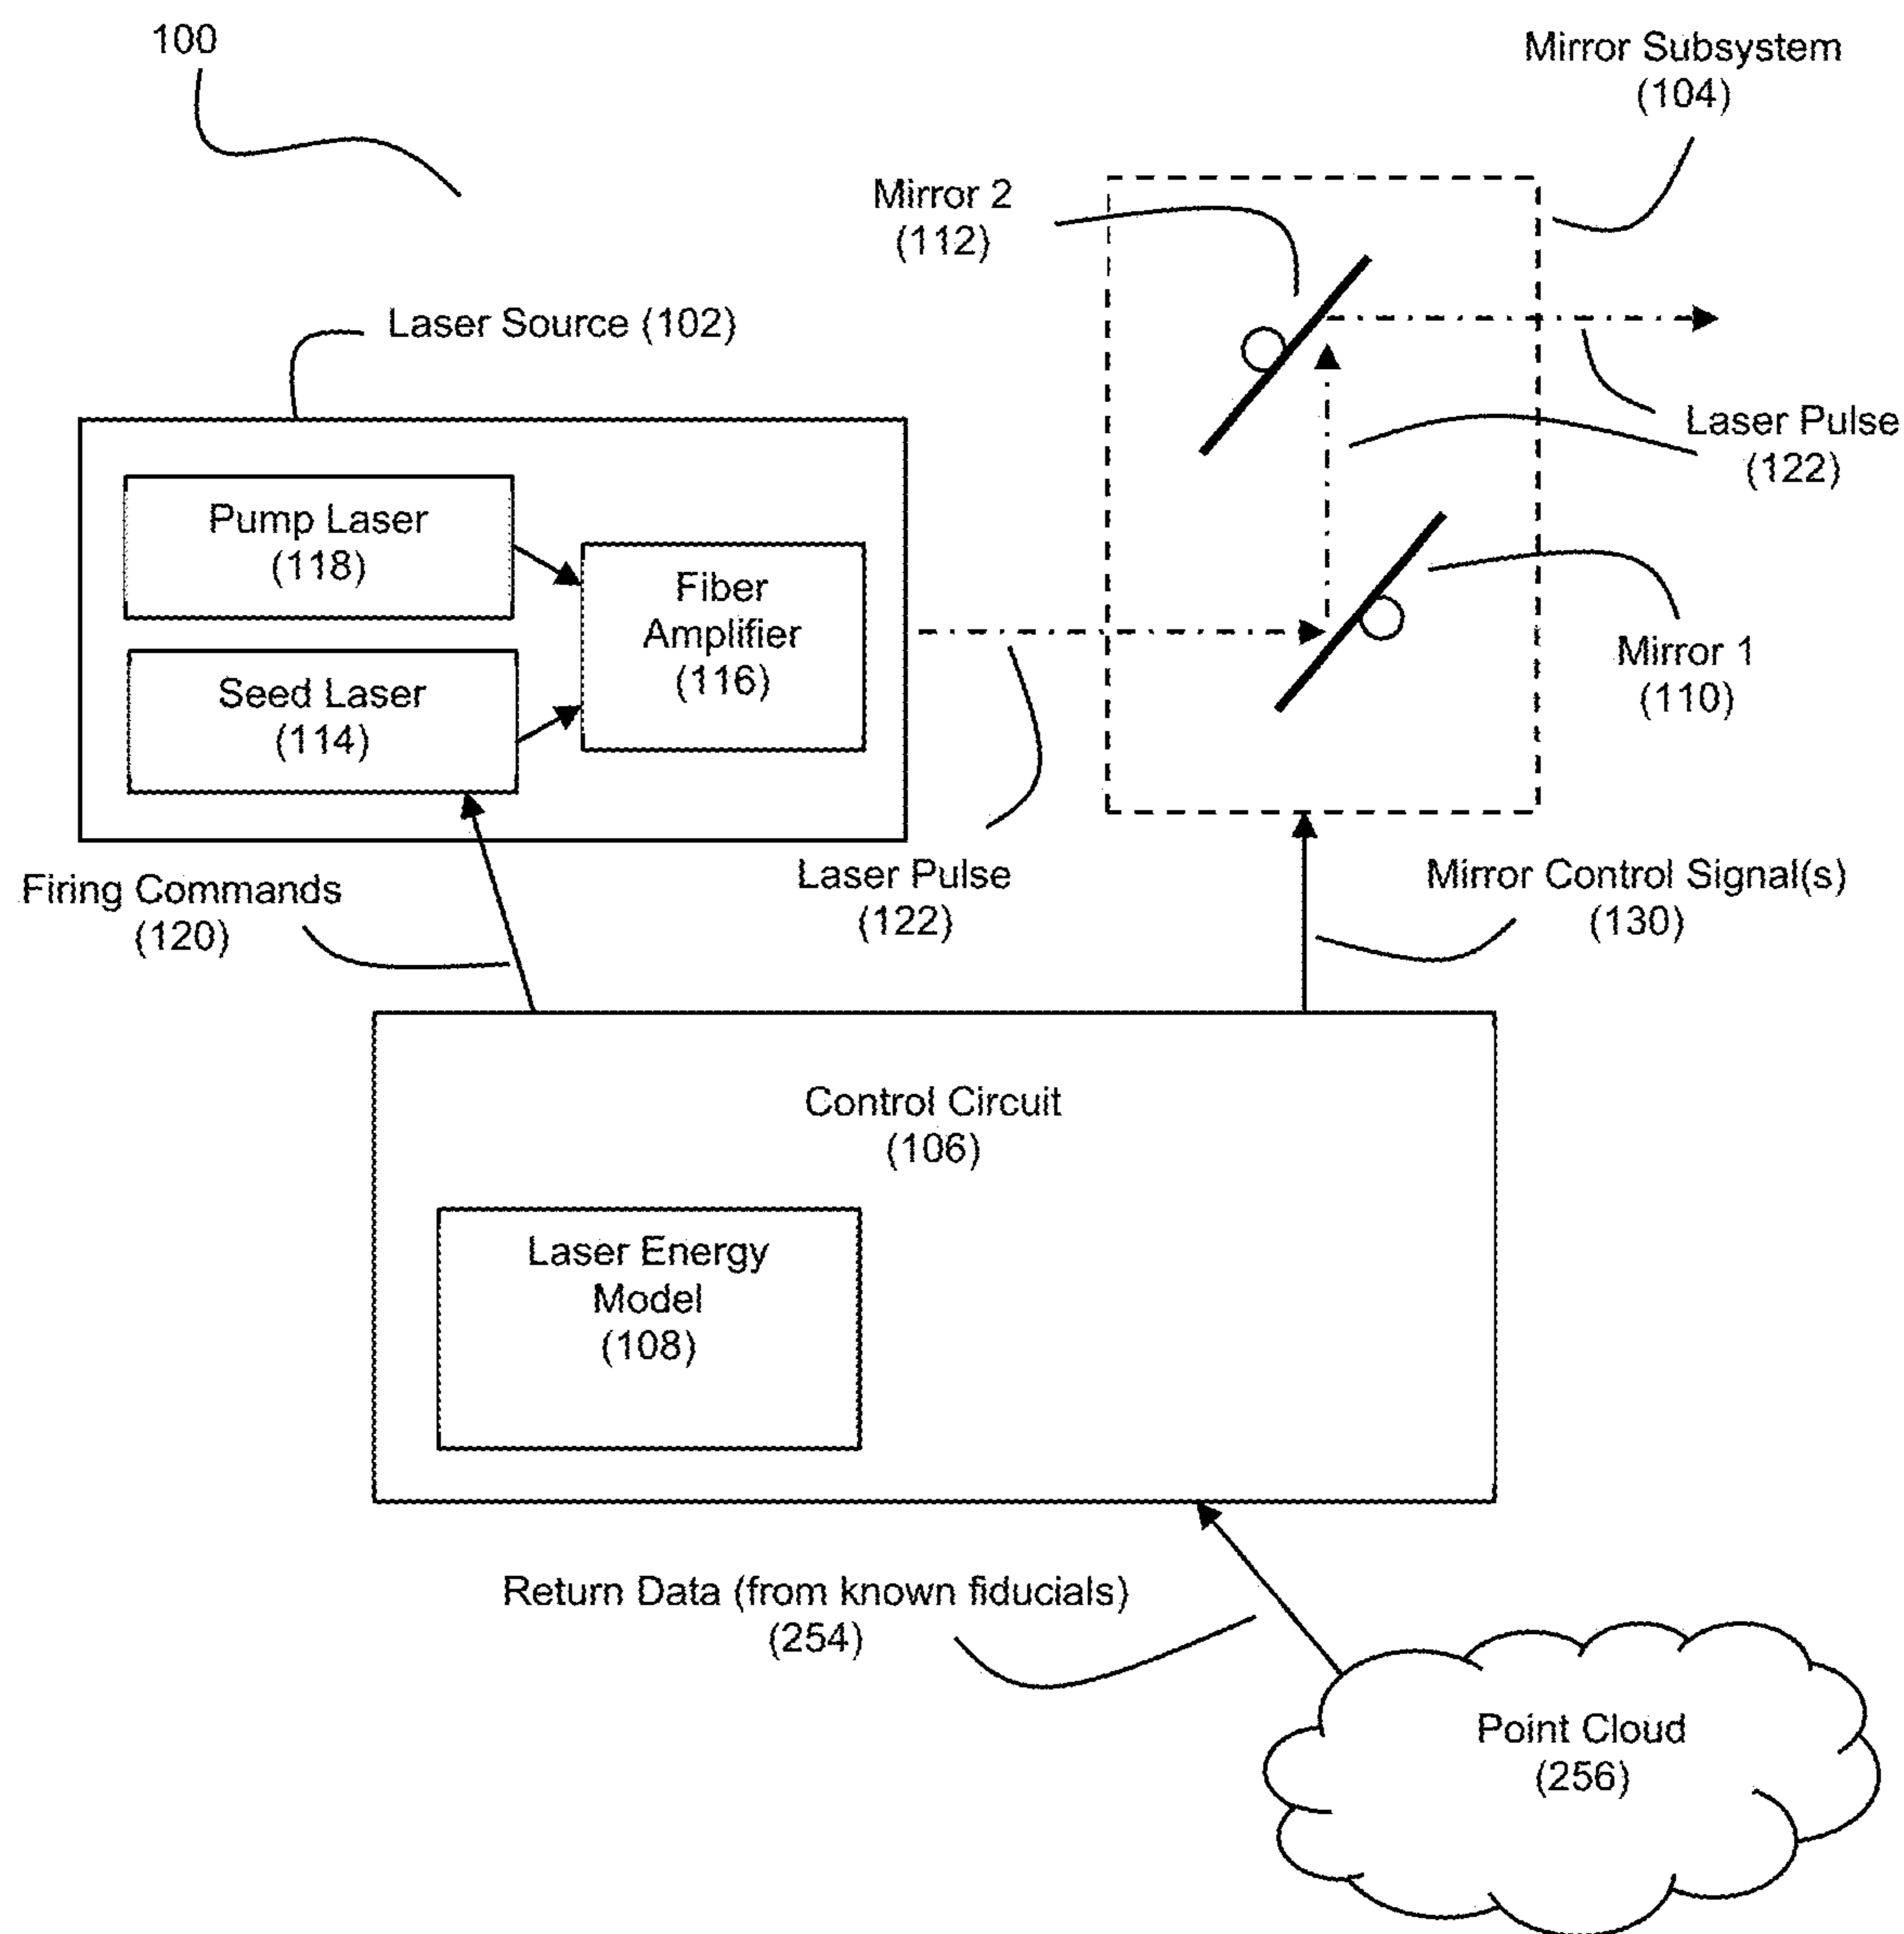 100
Mirror Subsystem
(104)
Mirror 2
(112)
Laser Source (102)
Laser Pulse
(122)
Pump Laser
(118)
Fiber
Amplifier
(116)
Seed Laser
(114)
Mirror 1
(110)
Firing Commands
(120)
Laser Pulse
(122)
Mirror Control Signal(s)
(130)
Control Circuit
(106)
Laser Energy
Model
(108)
Return Data (from known fiducials)
(254)
Point Cloud
(256)